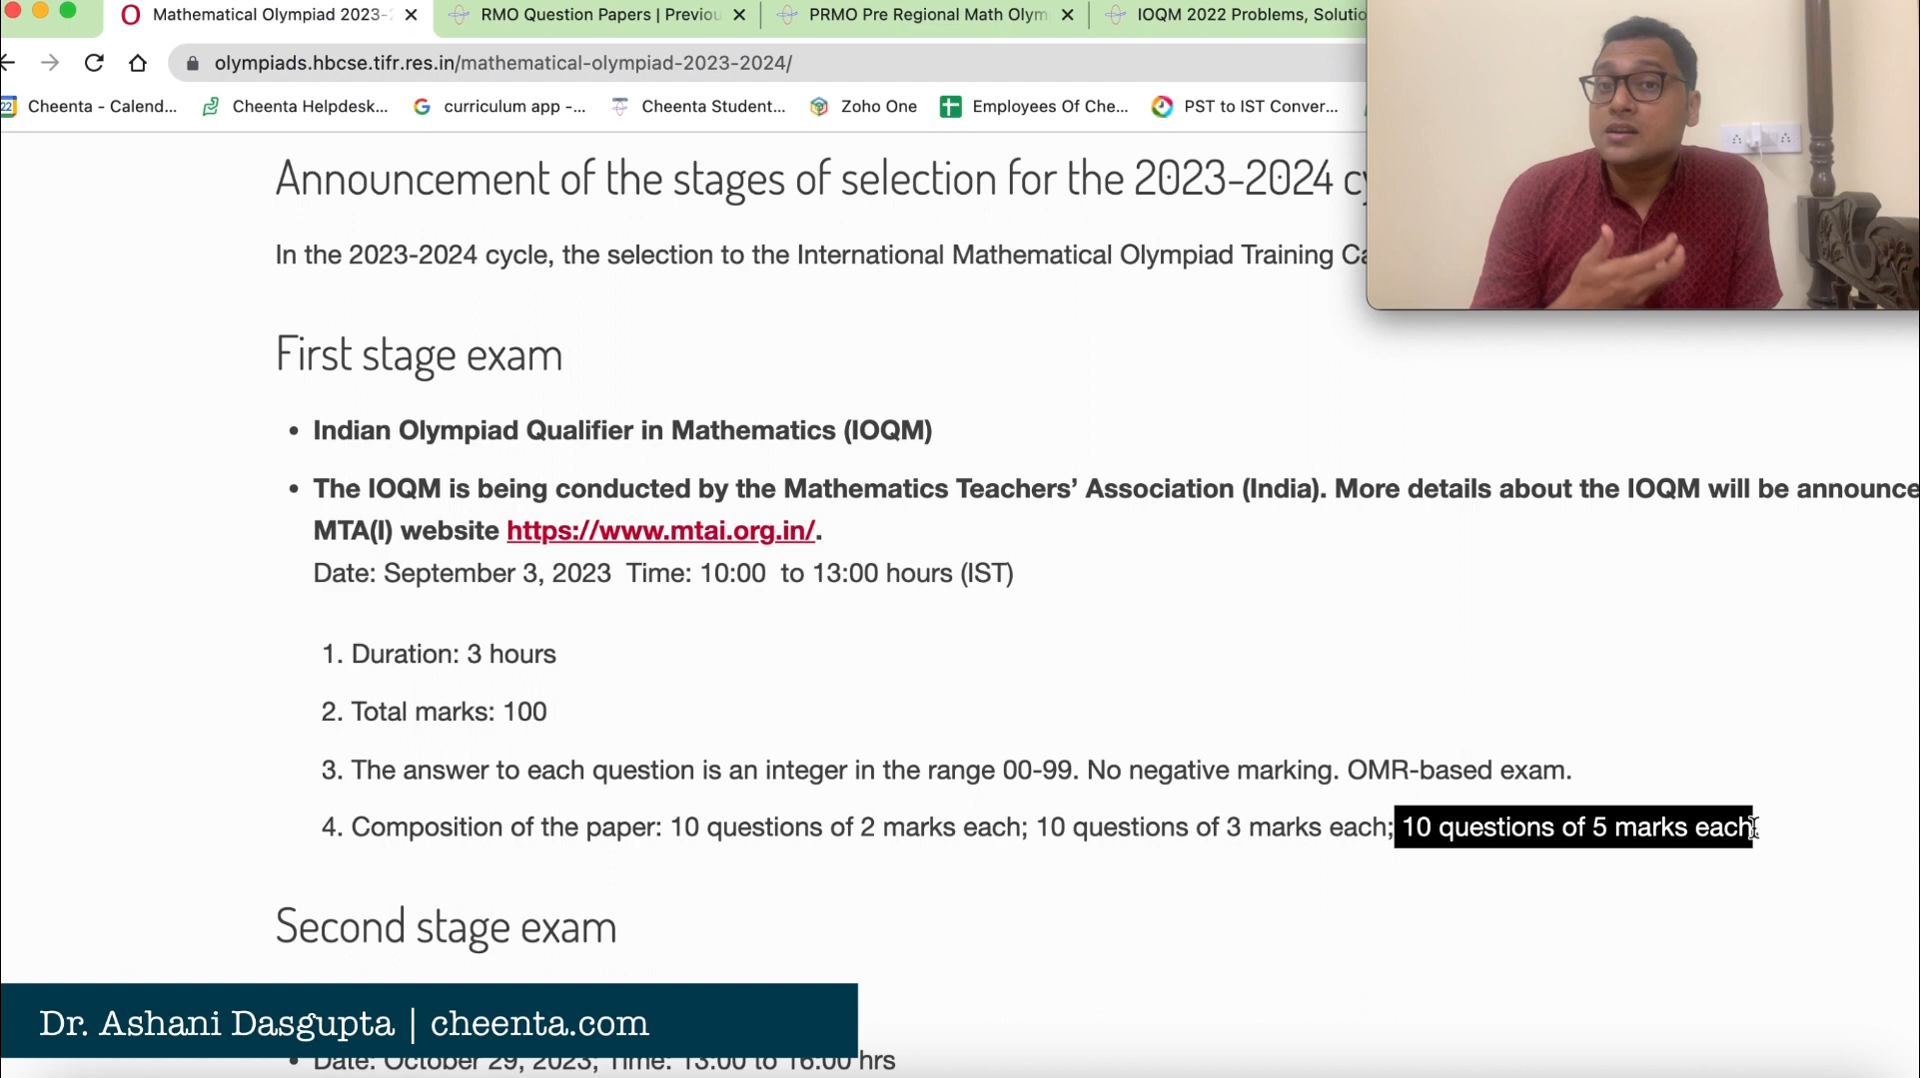 Mathematical Olympiad 2023-
RMO Question Papers | Previou
PRMO Pre Regional Math Olym
IOQM 2022 Problems, Solutio
olympiads.hbcse.tifr.res.in/mathematical-olympiad-2023-2024/
22 Cheenta - Calend... Cheenta Helpdesk... curriculum app -... Cheenta Student... Zoho One Employees Of Che... PST to IST Conver...
Announcement of the stages of selection for the 2023-2024 cy
In the 2023-2024 cycle, the selection to the International Mathematical Olympiad Training Ca
First stage exam
• Indian Olympiad Qualifier in Mathematics (IOQM)
• The IOQM is being conducted by the Mathematics Teachers’ Association (India). More details about the IOQM will be announce
MTA(I) website https://www.mtai.org.in/.
Date: September 3, 2023 Time: 10:00 to 13:00 hours (IST)
1. Duration: 3 hours
2. Total marks: 100
3. The answer to each question is an integer in the range 00-99. No negative marking. OMR-based exam.
4. Composition of the paper: 10 questions of 2 marks each; 10 questions of 3 marks each; 10 questions of 5 marks each
Second stage exam
Dr. Ashani Dasgupta | cheenta.com
• Date: October 29, 2023; Time: 13:00 to 16:00 hrs